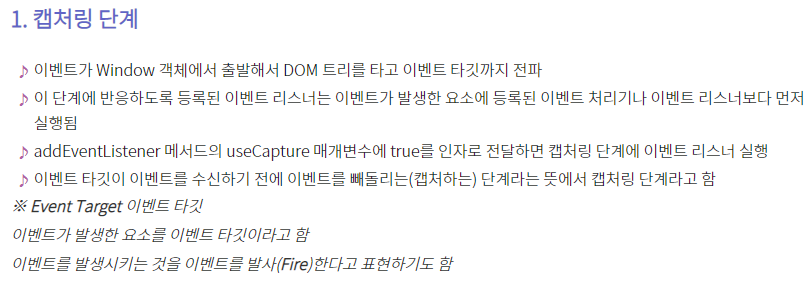 1. 캡처링 단계
이벤트가 Window 객체에서 출발해서 DOM 트리를 타고 이벤트 타깃까지 전파
이 단계에 반응하도록 등록된 이벤트 리스너는 이벤트가 발생한 요소에 등록된 이벤트 처리기나 이벤트 리스너보다 먼저
실행됨
addEventListener 메서드의 useCapture 매개변수에 true를 인자로 전달하면 캡처링 단계에 이벤트 리스너 실행
이벤트 타깃이 이벤트를 수신하기 전에 이벤트를 빼돌리는(캡처하는) 단계라는 뜻에서 캡처링 단계라고 함
※ Event Target 이벤트 타깃
이벤트가 발생한 요소를 이벤트 타깃이라고 함
이벤트를 발생시키는 것을 이벤트를 발사(Fire)한다고 표현하기도 함